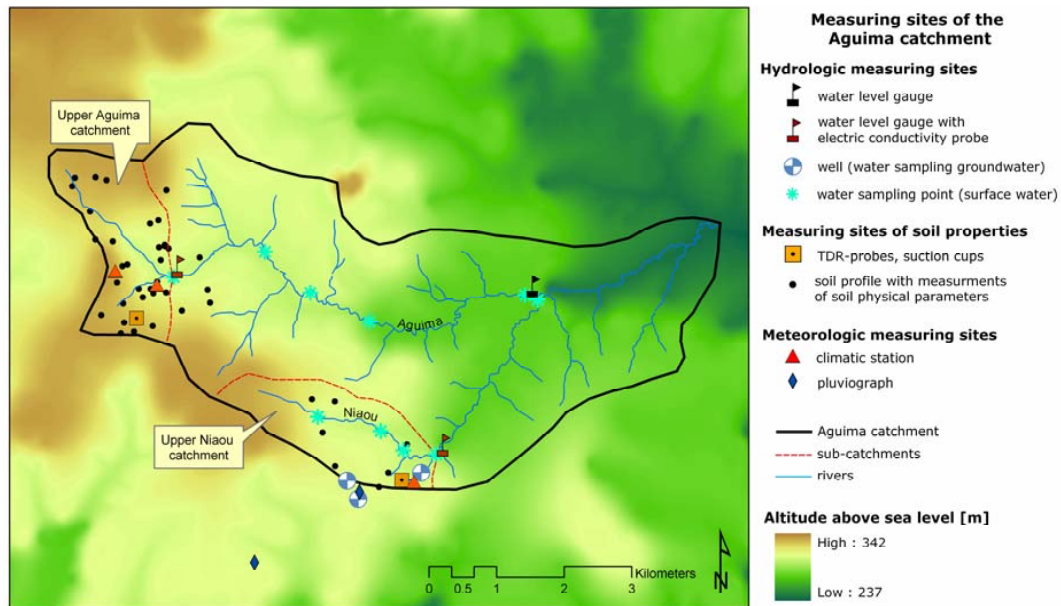 Upper Aguima
catchment
Aguima
Niaou
Upper Niaou
catchment
Kilometers
0 0.5 1 2 3
N
Measuring sites of the
Aguima catchment
Hydrologic measuring sites
water level gauge
water level gauge with
electric conductivity probe
well (water sampling groundwater)
water sampling point (surface water)
Measuring sites of soil properties
TDR-probes, suction cups
soil profile with measurments
of soil physical parameters
Meteorologic measuring sites
climatic station
pluviograph
Aguima catchment
sub-catchments
rivers
Altitude above sea level [m]
High : 342
Low : 237